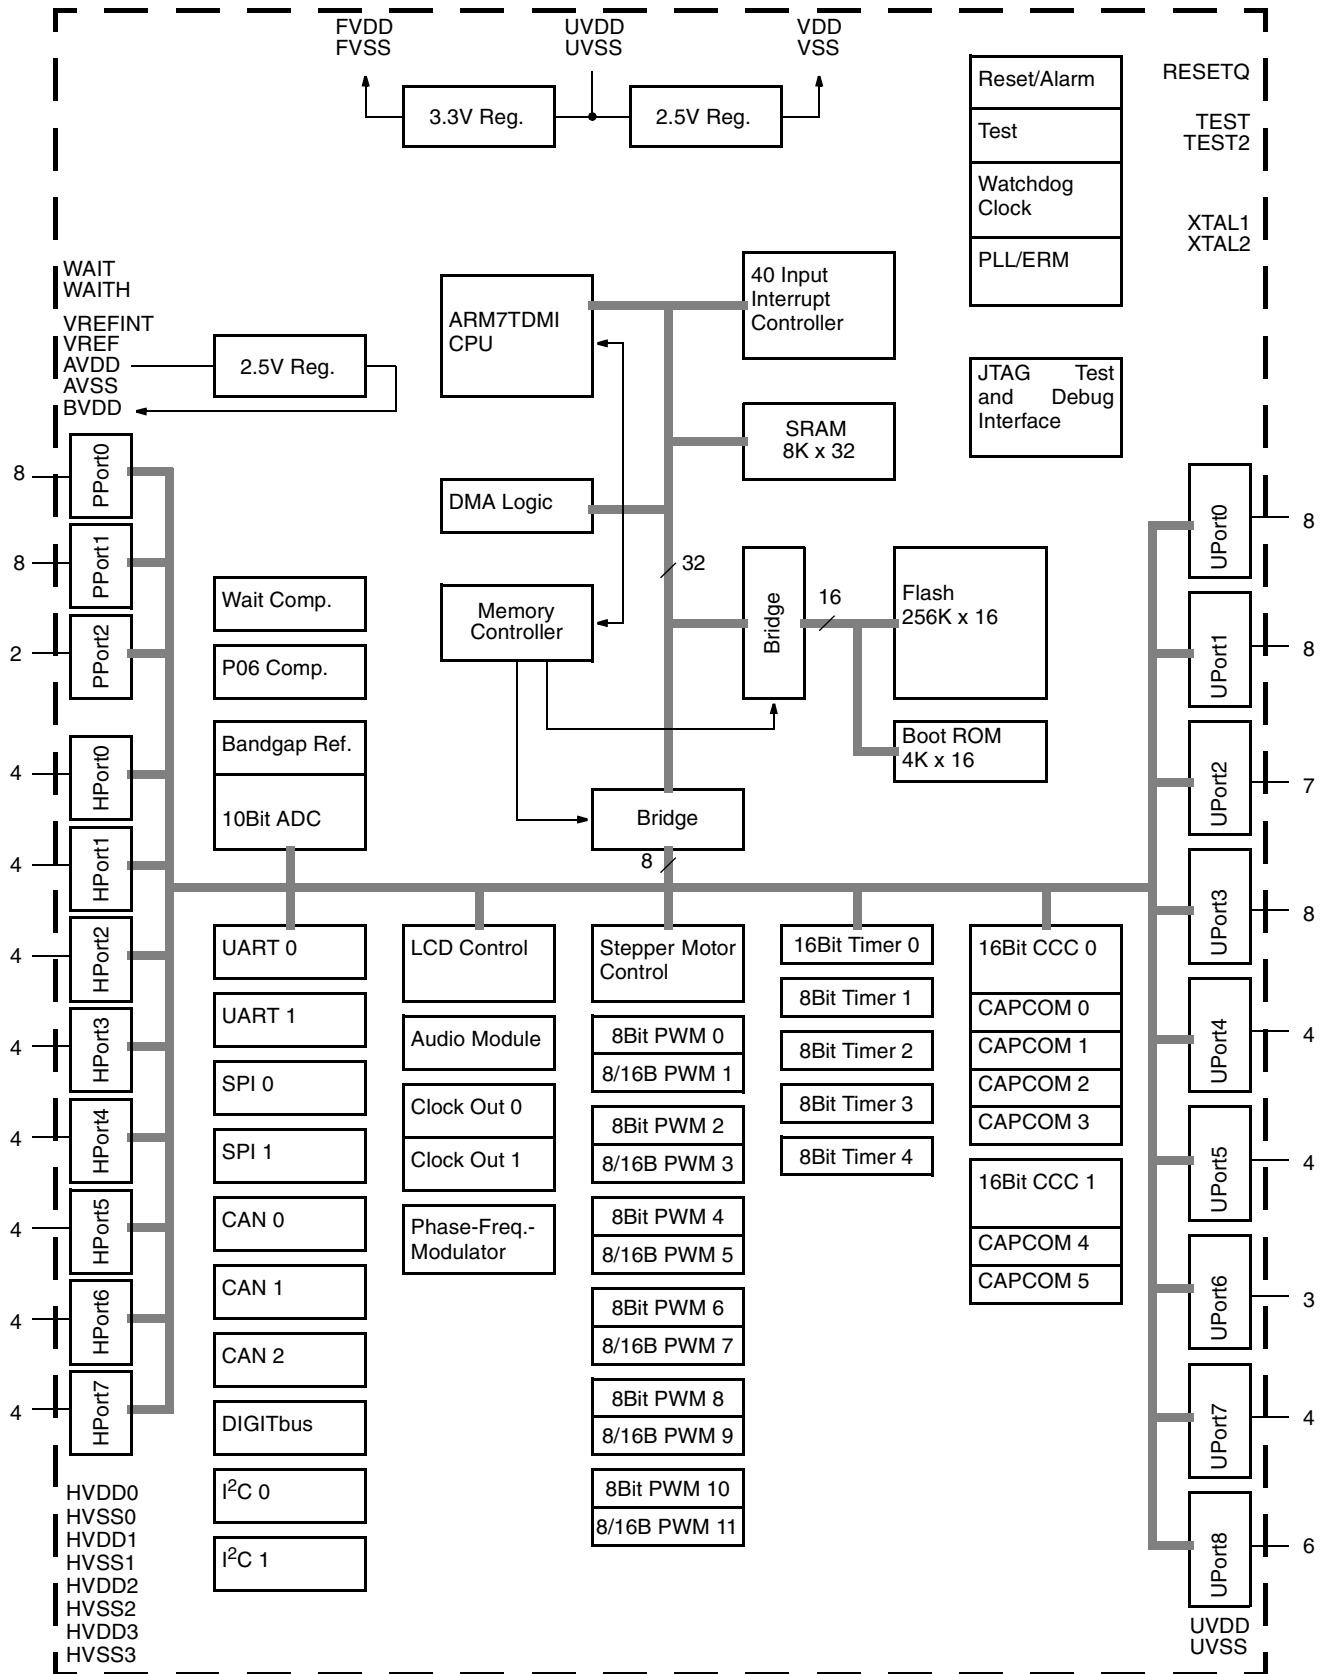 FVDD
FVSS
UVDD
UVSS
VDD
VSS
3.3V Reg.
2.5V Reg.
Reset/Alarm
Test
Watchdog
Clock
PLL/ERM
RESETQ
TEST
TEST2
XTAL1
XTAL2
WAIT
WAITH
VREFINT
VREF
AVDD
AVSS
BVDD
2.5V Reg.
ARM7TDMI
CPU
40 Input
Interrupt
Controller
JTAG Test
and Debug
Interface
SRAM
8K x 32
DMA Logic
32
Memory
Controller
Bridge
16
Flash
256K x 16
Boot ROM
4K x 16
Bridge
8
Wait Comp.
P06 Comp.
Bandgap Ref.
10Bit ADC
8
PPort0
8
PPort1
2
PPort2
4
HPort0
4
HPort1
4
HPort2
4
HPort3
4
HPort4
4
HPort5
4
HPort6
4
HPort7
HVDD0
HVSS0
HVDD1
HVSS1
HVDD2
HVSS2
HVDD3
HVSS3
UART 0
UART 1
SPI 0
SPI 1
CAN 0
CAN 1
CAN 2
DIGITbus
I²C 0
I²C 1
LCD Control
Audio Module
Clock Out 0
Clock Out 1
Phase-Freq.-
Modulator
Stepper Motor
Control
8Bit PWM 0
8/16B PWM 1
8Bit PWM 2
8/16B PWM 3
8Bit PWM 4
8/16B PWM 5
8Bit PWM 6
8/16B PWM 7
8Bit PWM 8
8/16B PWM 9
8Bit PWM 10
8/16B PWM 11
16Bit Timer 0
8Bit Timer 1
8Bit Timer 2
8Bit Timer 3
8Bit Timer 4
16Bit CCC 0
CAPCOM 0
CAPCOM 1
CAPCOM 2
CAPCOM 3
16Bit CCC 1
CAPCOM 4
CAPCOM 5
UPort0
8
UPort1
8
UPort2
7
UPort3
8
UPort4
4
UPort5
4
UPort6
3
UPort7
4
UPort8
6
UVDD
UVSS